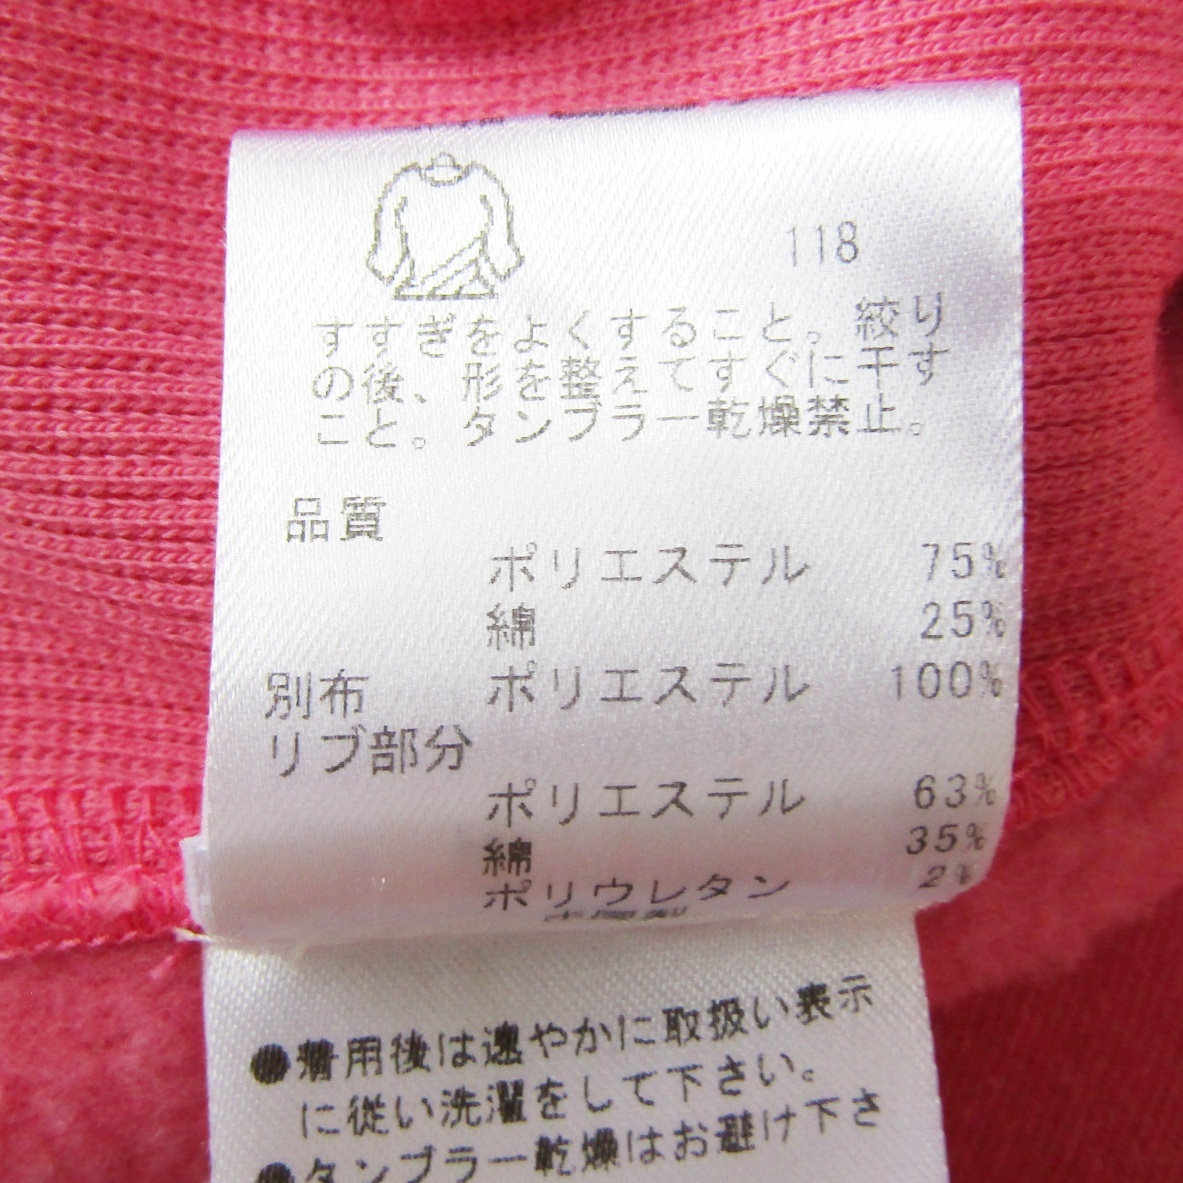 118
すすぎをよくすること。絞り
の後、形を整えてすぐに干す
こと。タンブラー乾燥禁止。
品質
ポリエステル 75%
綿 25%
別布 ポリエステル 100%
リブ部分
ポリエステル 63%
綿 35%
ポリウレタン 2%
●着用後は速やかに取扱い表示
に従い洗濯をして下さい。
●タンブラー乾燥はお避け下さ